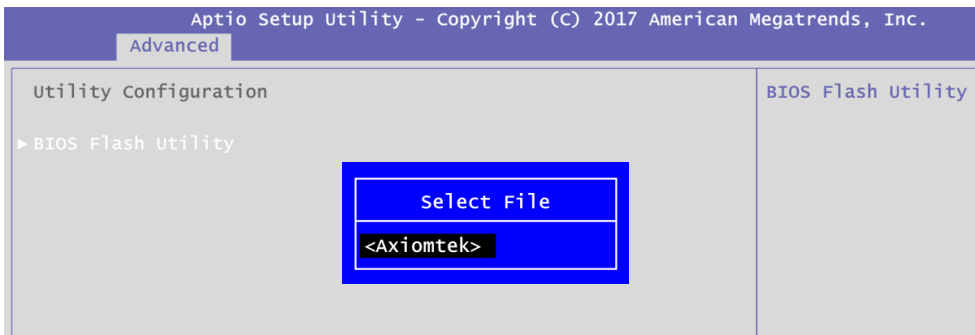 Aptio Setup Utility - Copyright (C) 2017 American Megatrends, Inc.
Advanced
Utility Configuration
BIOS Flash Utility
►BIOS Flash Utility
Select File
<Axiomtek>